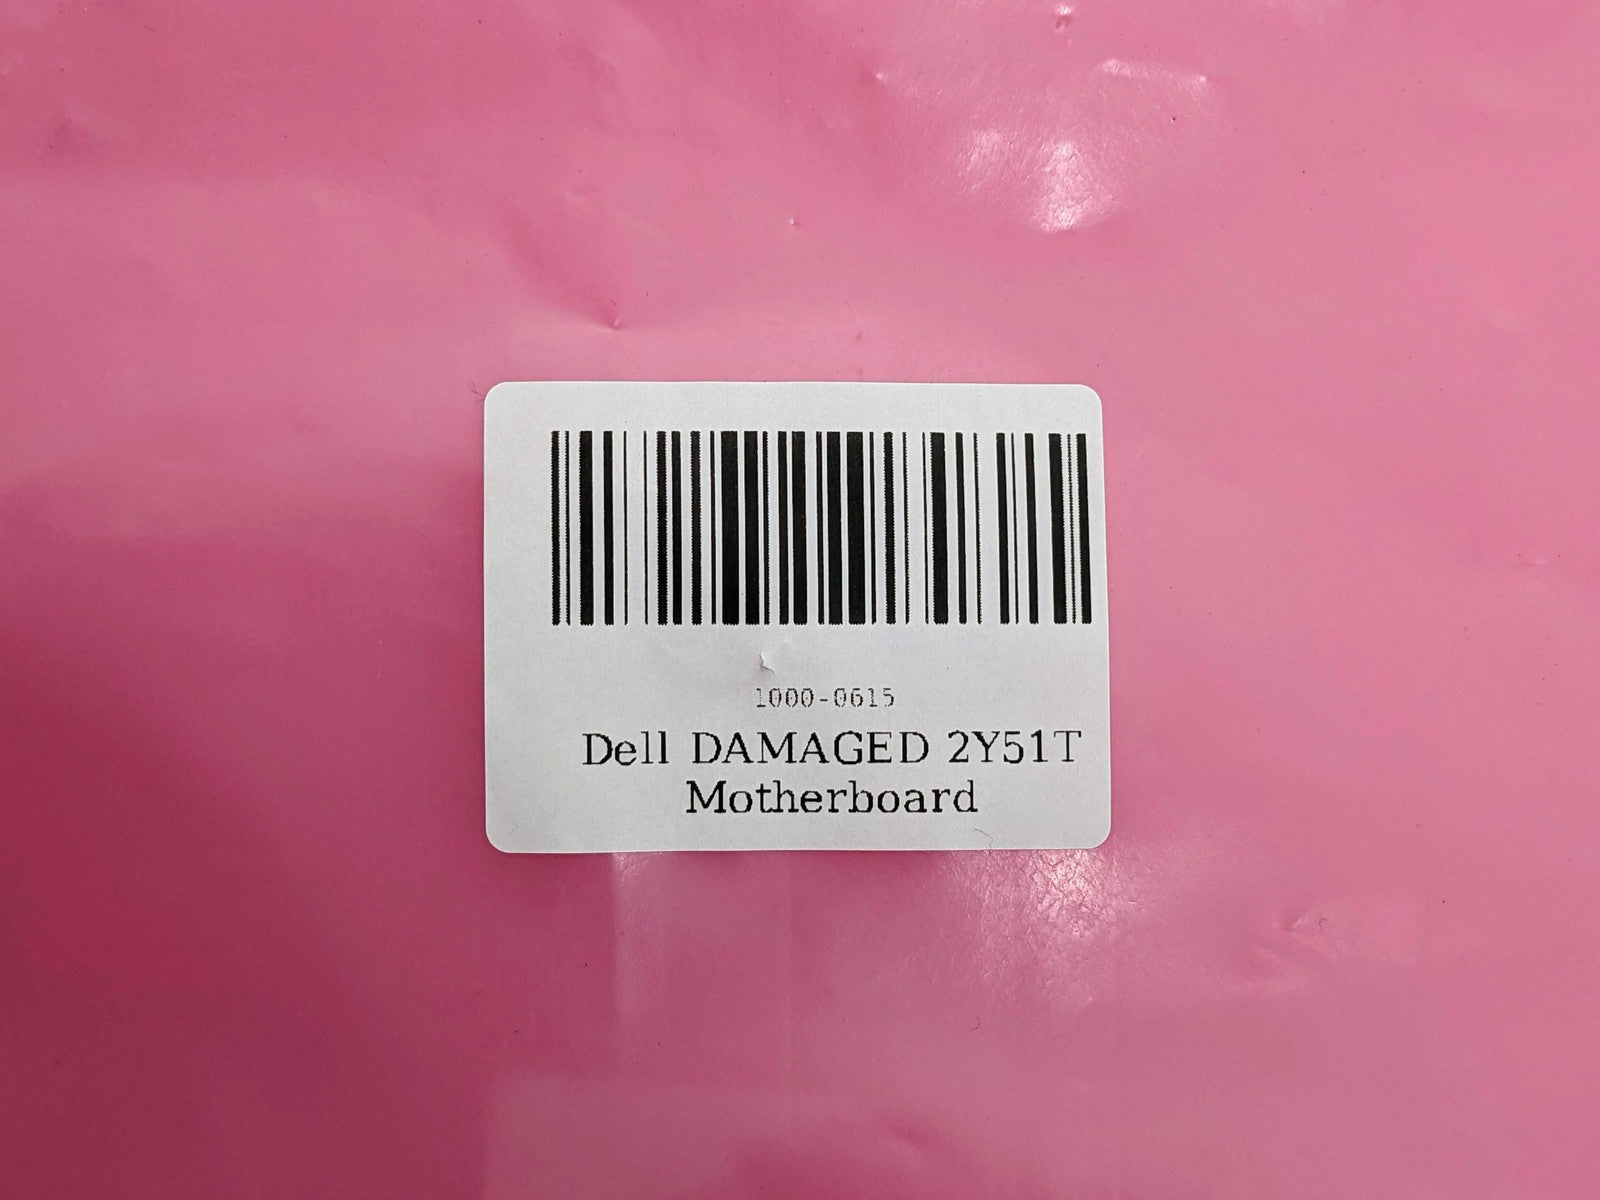 1000-0615
Dell DAMAGED 2Y51T
Motherboard